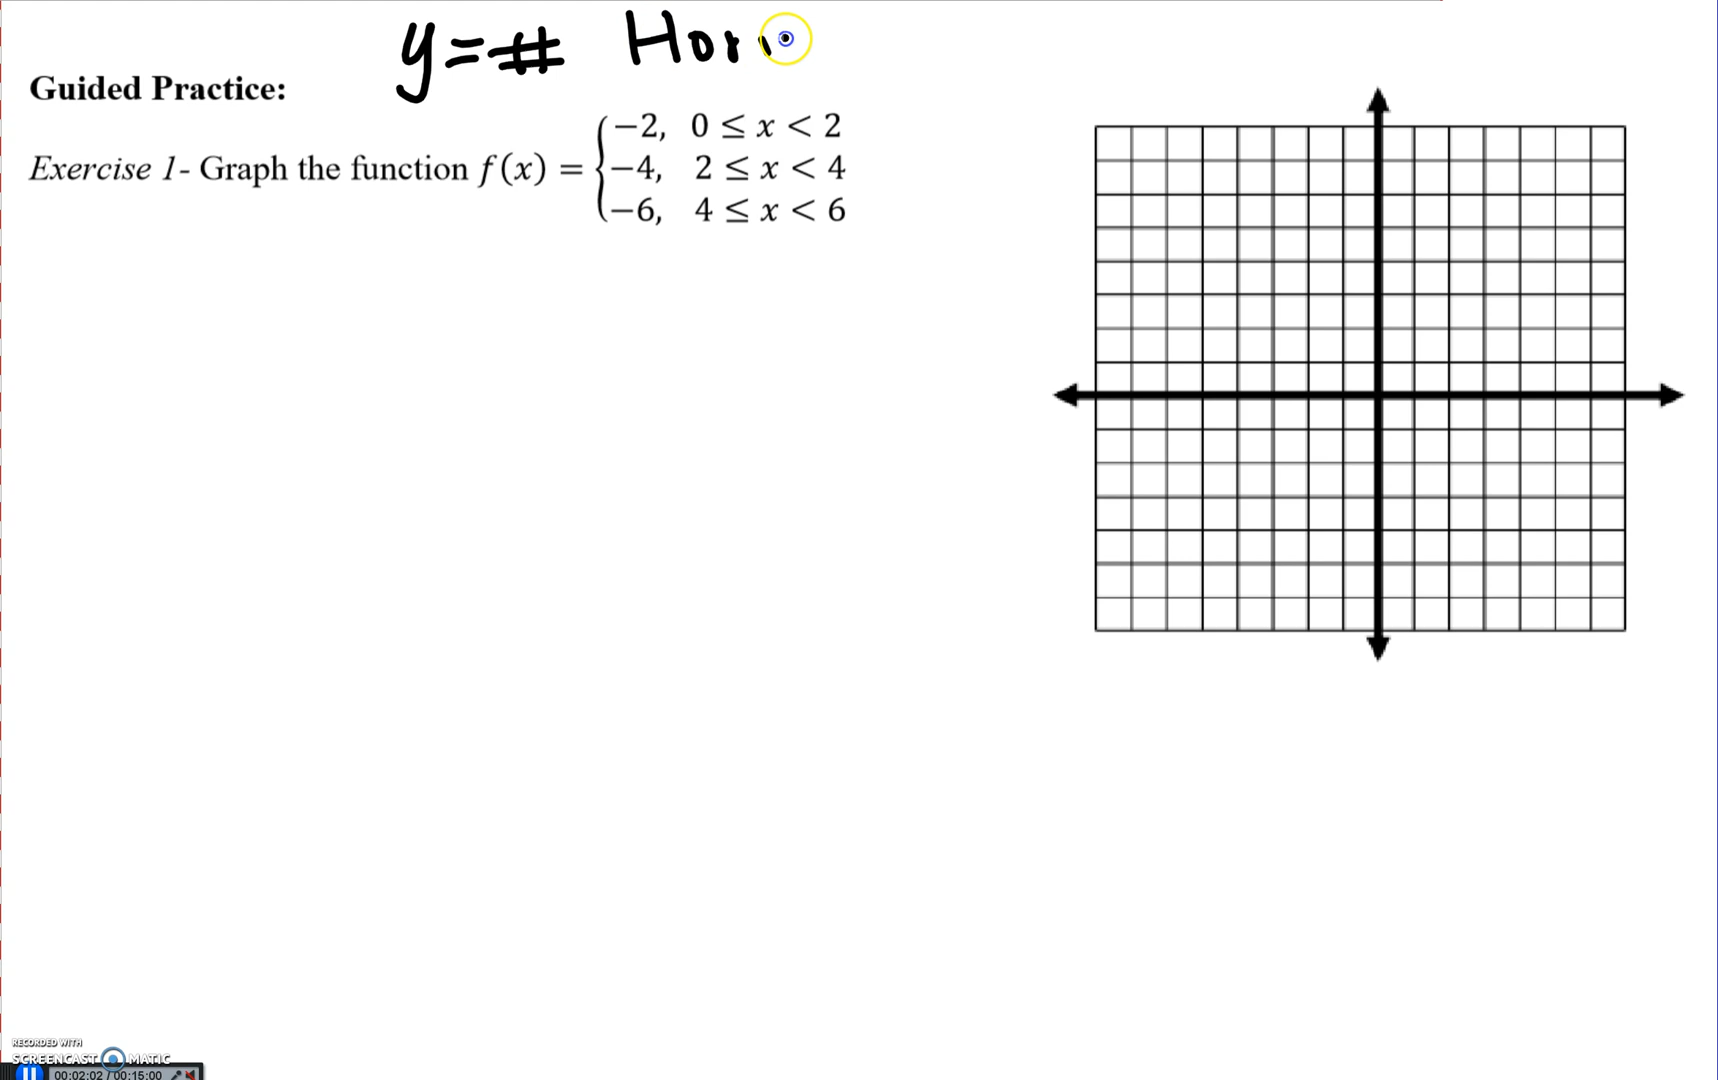 y=# Hori
Guided Practice:
Exercise 1- Graph the function f(x) = {−2, 0 ≤ x < 2
−4, 2 ≤ x < 4
−6, 4 ≤ x < 6
RECORDED WITH
SCREENCAST MATIC
00:02:02 / 00:15:00